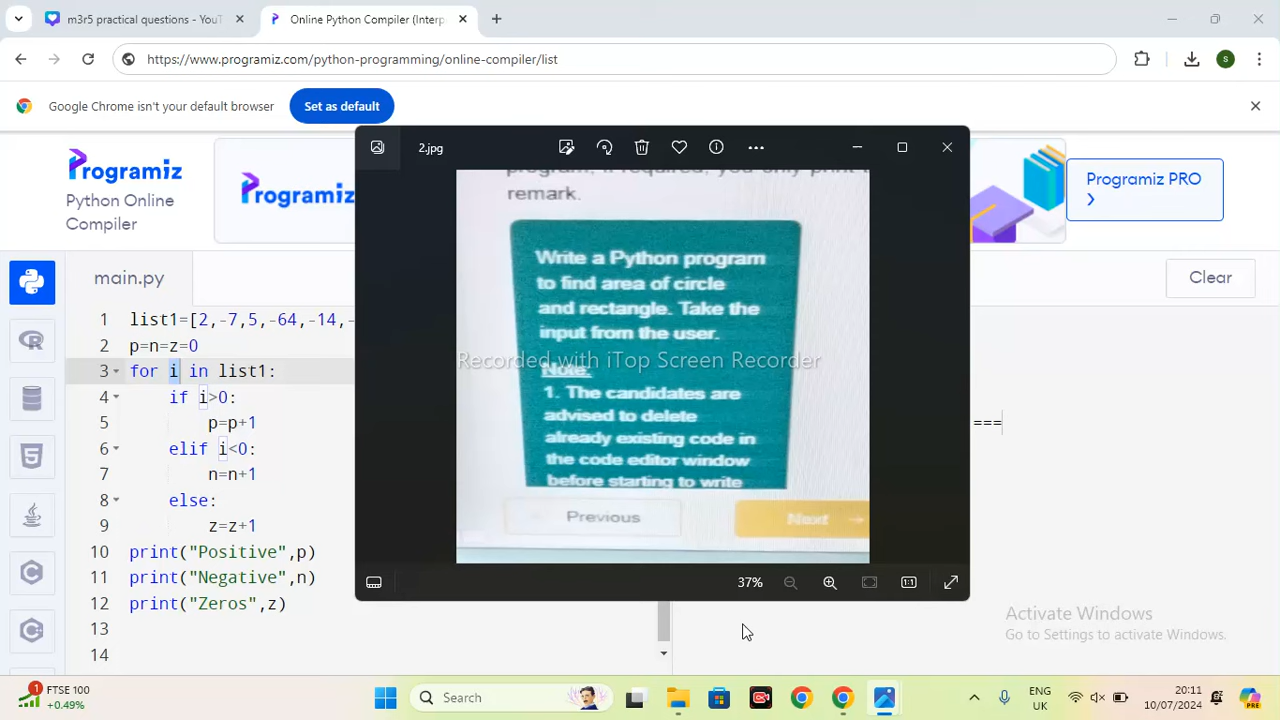 m3r5 practical questions - YouT
Online Python Compiler (Interp
https://www.programiz.com/python-programming/online-compiler/list
Google Chrome isn't your default browser
Set as default
Programiz
Python Online
Compiler
Programiz
Programiz PRO
2.jpg
remark.
Write a Python program
to find area of circle
and rectangle. Take the
input from the user.
Recorded with iTop Screen Recorder
Note.
1. The candidates are
advised to delete
already existing code in
the code editor window
before starting to write
Previous
Next →
37%
1:1
main.py
Clear
1 list1=[2,-7,5,-64,-14,-
2 p=n=z=0
3 for i in list1:
4 if i>0:
5 p=p+1
6 elif i<0:
7 n=n+1
8 else:
9 z=z+1
10 print("Positive",p)
11 print("Negative",n)
12 print("Zeros",z)
13
14
===
Activate Windows
Go to Settings to activate Windows.
1
FTSE 100
+0.49%
Search
ENG
UK
20:11
10/07/2024
PRE
S